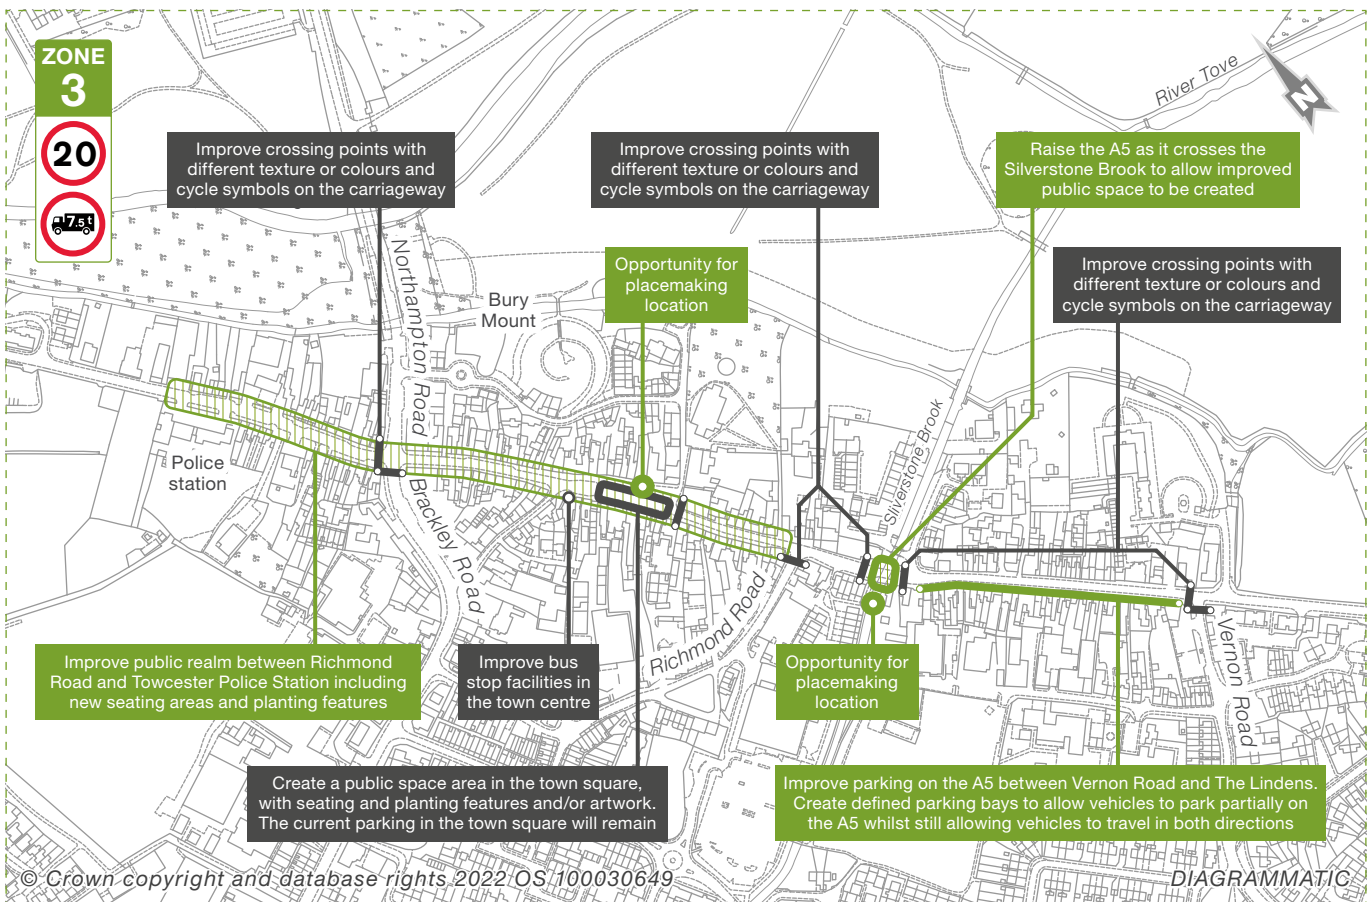 ZONE
3
20
7.5t
River Tove
N
Improve crossing points with
different texture or colours and
cycle symbols on the carriageway
Improve crossing points with
different texture or colours and
cycle symbols on the carriageway
Raise the A5 as it crosses the
Silverstone Brook to allow improved
public space to be created
Opportunity for
placemaking
location
Improve crossing points with
different texture or colours and
cycle symbols on the carriageway
Northampton Road
Bury
Mount
Silverstone Brook
Police
station
Brackley Road
Richmond Road
Vernon Road
Improve public realm between Richmond
Road and Towcester Police Station including
new seating areas and planting features
Improve bus
stop facilities in
the town centre
Opportunity for
placemaking
location
Create a public space area in the town square,
with seating and planting features and/or artwork.
The current parking in the town square will remain
Improve parking on the A5 between Vernon Road and The Lindens.
Create defined parking bays to allow vehicles to park partially on
the A5 whilst still allowing vehicles to travel in both directions
© Crown copyright and database rights 2022 OS 100030649
DIAGRAMMATIC